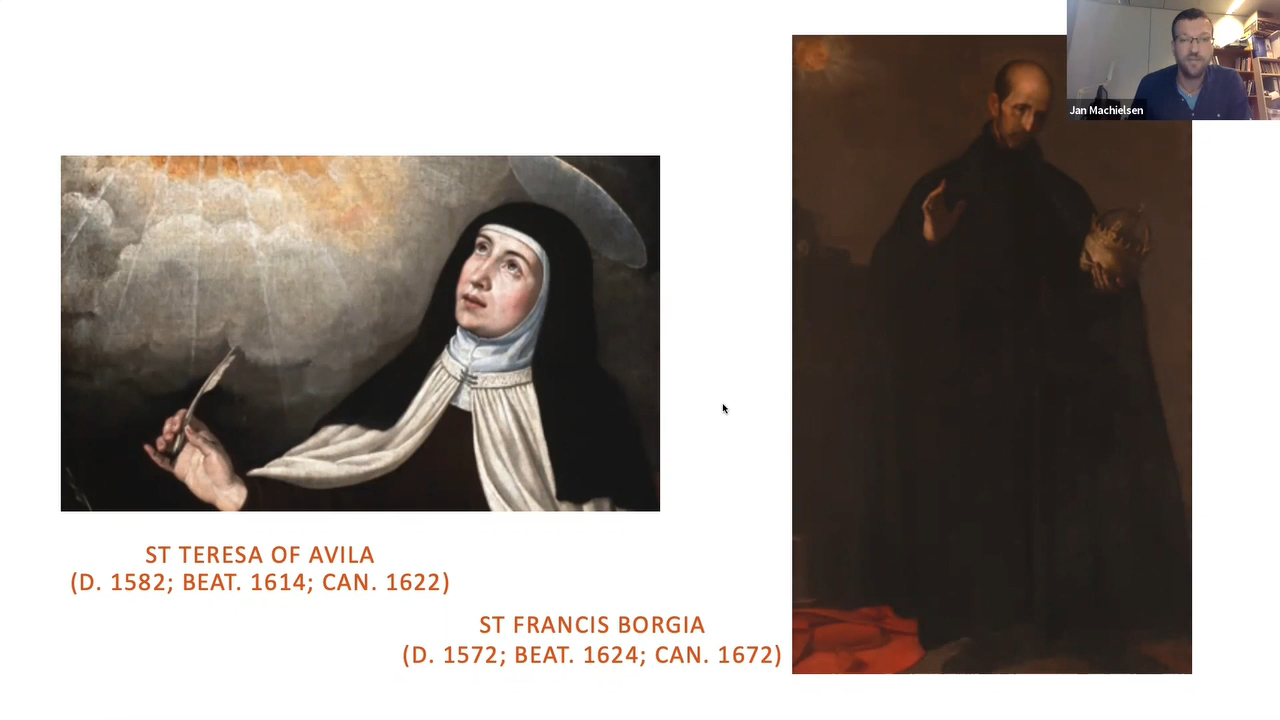 Jan Machielsen
ST TERESA OF AVILA
(D. 1582; BEAT. 1614; CAN. 1622)
ST FRANCIS BORGIA
(D. 1572; BEAT. 1624; CAN. 1672)